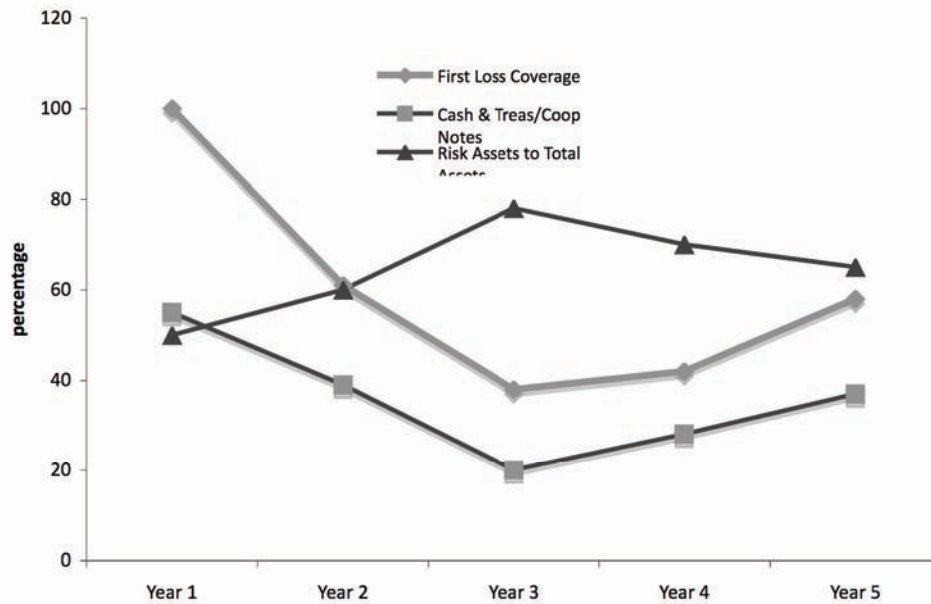 120
100
80
60
40
20
0
percentage
First Loss Coverage
Cash & Treas/Coop
Notes
Risk Assets to Total
Assets
Year 1 Year 2 Year 3 Year 4 Year 5